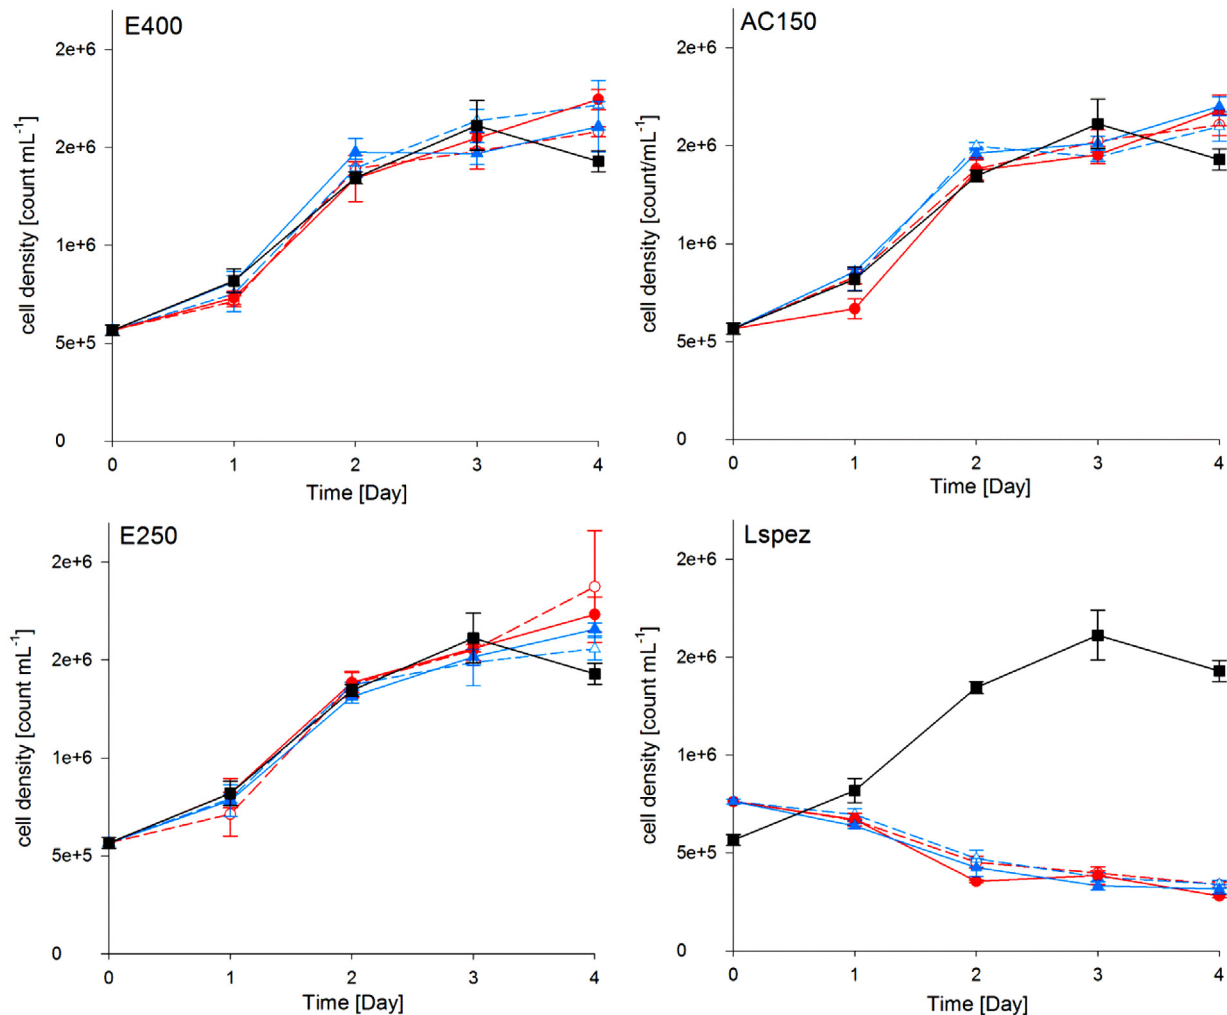 E400
2e+6
2e+6
1e+6
5e+5
0
cell density [count mL⁻¹]
0 1 2 3 4
Time [Day]
AC150
2e+6
2e+6
1e+6
5e+5
0
cell density [count/mL⁻¹]
0 1 2 3 4
Time [Day]
E250
2e+6
2e+6
1e+6
5e+5
0
cell density [count mL⁻¹]
0 1 2 3 4
Time [Day]
Lspez
2e+6
2e+6
1e+6
5e+5
0
cell density [count mL⁻¹]
0 1 2 3 4
Time [Day]